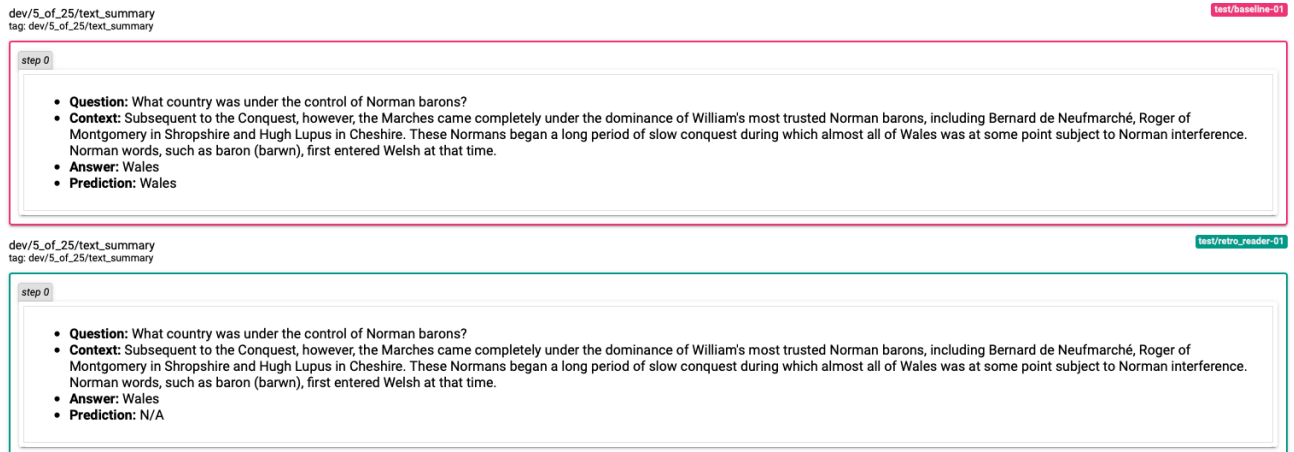 dev/5_of_25/text_summary
test/baseline-01
tag: dev/5_of_25/text_summary
step 0
• Question: What country was under the control of Norman barons?
• Context: Subsequent to the Conquest, however, the Marches came completely under the dominance of William's most trusted Norman barons, including Bernard de Neufmarché, Roger of
Montgomery in Shropshire and Hugh Lupus in Cheshire. These Normans began a long period of slow conquest during which almost all of Wales was at some point subject to Norman interference.
Norman words, such as baron (barwn), first entered Welsh at that time.
• Answer: Wales
• Prediction: Wales
dev/5_of_25/text_summary
test/retro_reader-01
tag: dev/5_of_25/text_summary
step 0
• Question: What country was under the control of Norman barons?
• Context: Subsequent to the Conquest, however, the Marches came completely under the dominance of William's most trusted Norman barons, including Bernard de Neufmarché, Roger of
Montgomery in Shropshire and Hugh Lupus in Cheshire. These Normans began a long period of slow conquest during which almost all of Wales was at some point subject to Norman interference.
Norman words, such as baron (barwn), first entered Welsh at that time.
• Answer: Wales
• Prediction: N/A